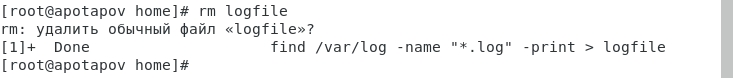 [root@apotapov home]# rm logfile
rm: удалить обычный файл «logfile»?
[1]+  Done                    find /var/log -name "*.log" -print > logfile
[root@apotapov home]#